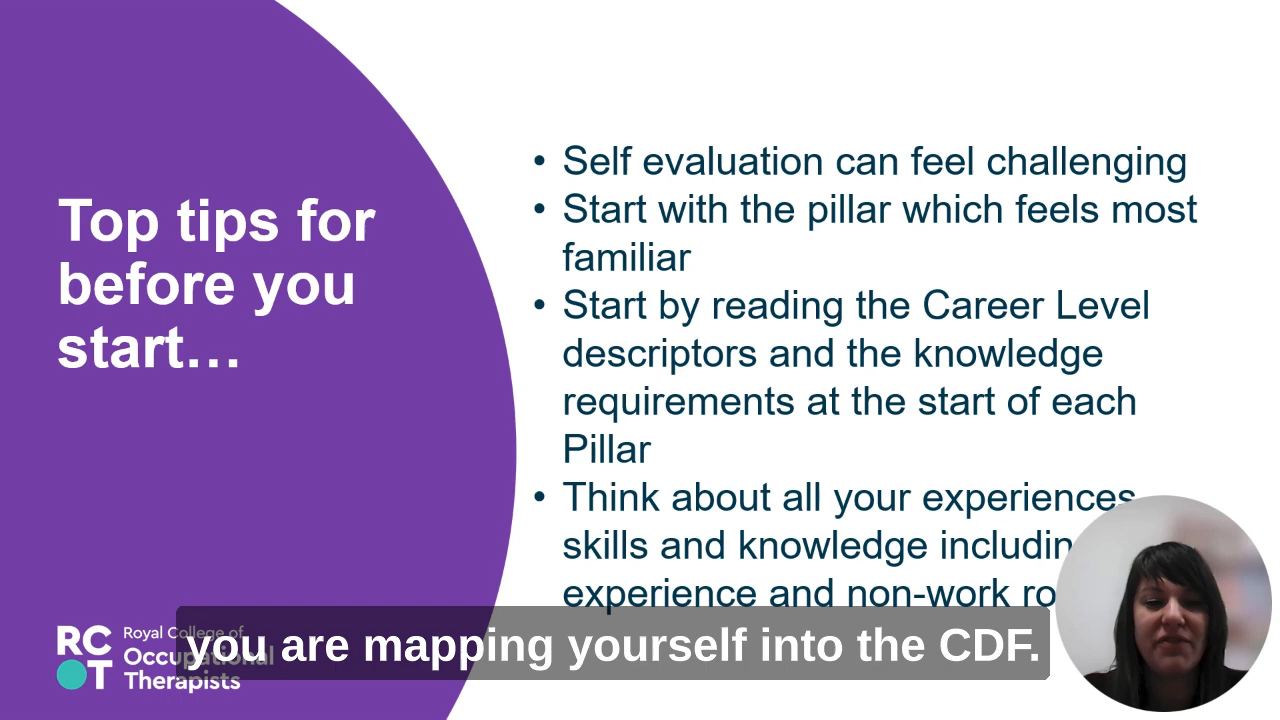 Top tips for
before you
start…
• Self evaluation can feel challenging
• Start with the pillar which feels most
familiar
• Start by reading the Career Level
descriptors and the knowledge
requirements at the start of each
Pillar
• Think about all your experiences
skills and knowledge
experience and non-work
RC
OT
Royal College of
Occupational
Therapists
you are mapping yourself into the CDF.